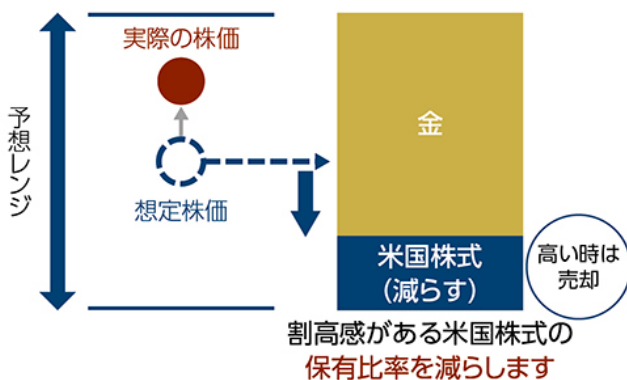 予想レンジ
実際の株価
想定株価
金
米国株式
(減らす)
高い時は
売却
割高感がある米国株式の
保有比率を減らします